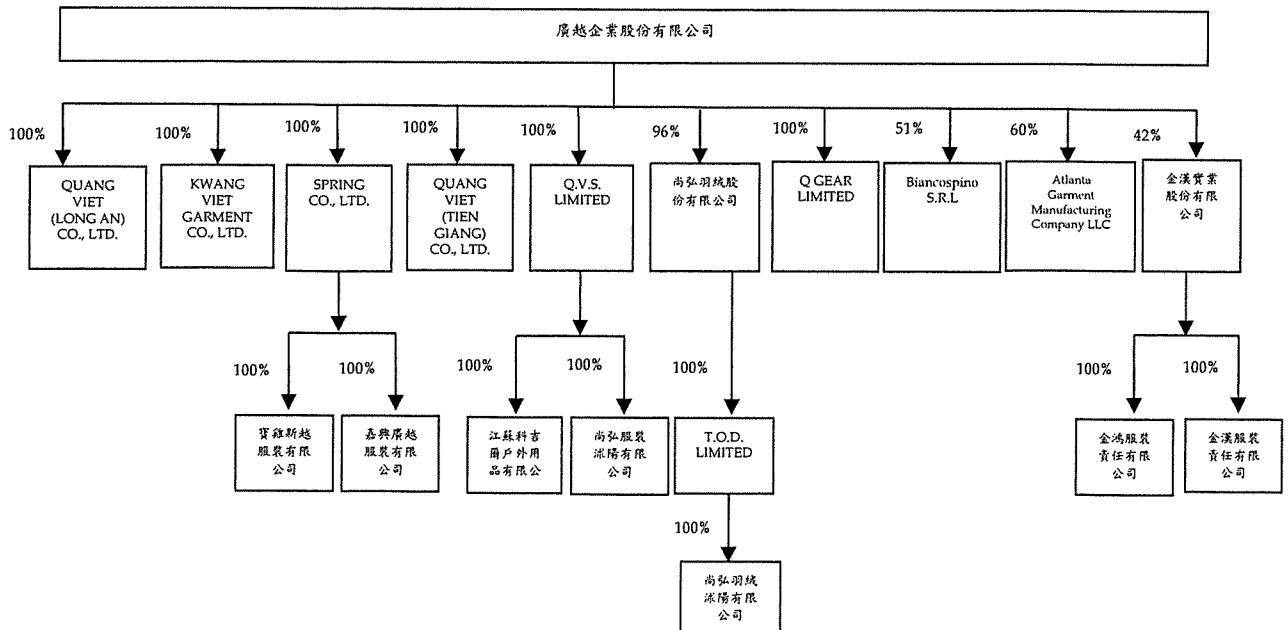 廣越企業股份有限公司
100%
100%
100%
100%
100%
96%
100%
51%
60%
42%
QUANG
VIET
(LONG AN)
CO., LTD.
KWANG
VIET
GARMENT
CO., LTD.
SPRING
CO., LTD.
QUANG
VIET
(TIEN
GIANG)
CO., LTD.
Q.V.S.
LIMITED
尚弘羽絨股
份有限公司
Q GEAR
LIMITED
Biancospino
S.R.L
Atlanta
Garment
Manufacturing
Company LLC
金漢實業
股份有限
公司
100%
100%
100%
100%
100%
100%
100%
寶雞新越
服裝有限
公司
嘉興廣越
服裝有限
公司
江蘇科吉
爾戶外用
品有限公
尚弘服裝
沭陽有限
公司
T.O.D.
LIMITED
金鴻服裝
責任有限
公司
金漢服裝
責任有限
公司
100%
尚弘羽絨
沭陽有限
公司